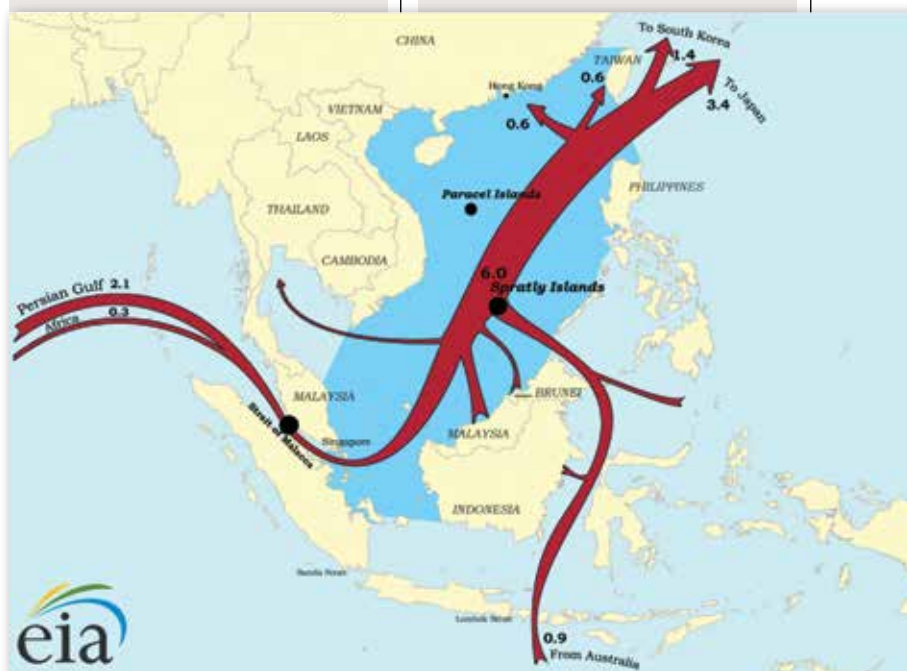 CHINA
To South Korea
1.4
TAIWAN
0.6
Hong Kong
To Japan
3.4
VIETNAM
0.6
LAOS
Paracel Islands
PHILIPPINES
THAILAND
CAMBODIA
6.0
Spratly Islands
Persian Gulf 2.1
Africa
0.3
MALAYSIA
BRUNEI
Strait of Malacca
Singapore
MALAYSIA
INDONESIA
Sunda Strait
Lombok Strait
eia
0.9
From Australia